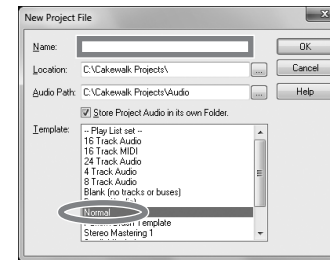 New Project File
Name:
OK
Location: C:\Cakewalk Projects\ ... Cancel
Audio Path: C:\Cakewalk Projects\Audio ... Help
Store Project Audio in its own Folder.
Template:
-- Play List set --
16 Track Audio
16 Track MIDI
24 Track Audio
4 Track Audio
8 Track Audio
Blank (no tracks or buses)
Normal
Template
Stereo Mastering 1